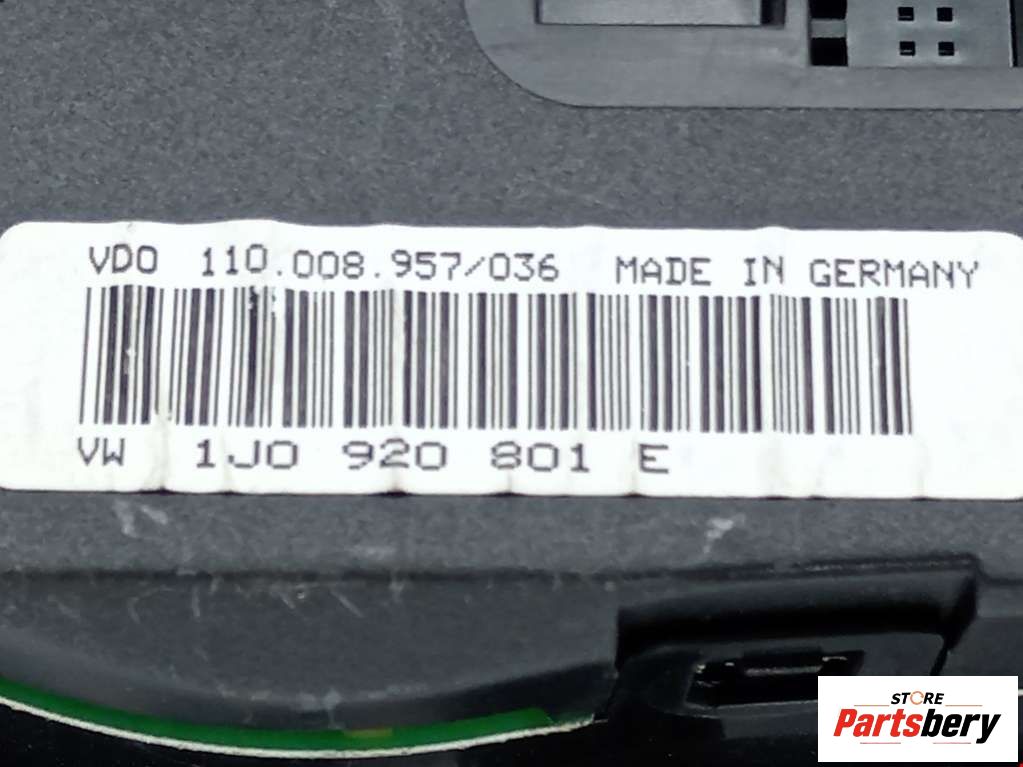 VDO 110.008.957/036 MADE IN GERMANY
VW 1J0 920 801 E
STORE
Partsbery